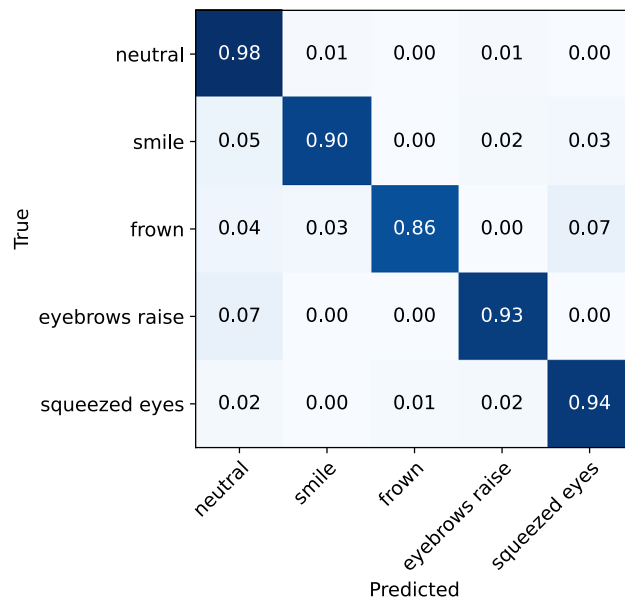 True
neutral 0.98 0.01 0.00 0.01 0.00
smile 0.05 0.90 0.00 0.02 0.03
frown 0.04 0.03 0.86 0.00 0.07
eyebrows raise 0.07 0.00 0.00 0.93 0.00
squeezed eyes 0.02 0.00 0.01 0.02 0.94
neutral smile frown eyebrows raise squeezed eyes
Predicted